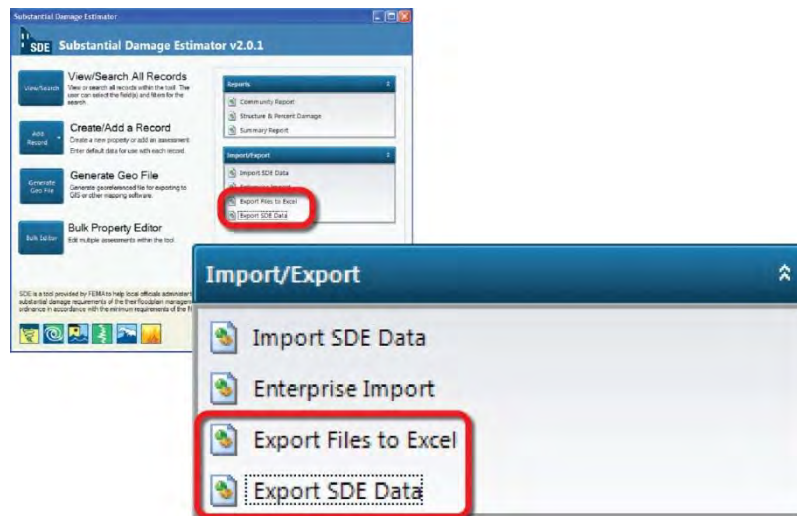 Substantial Damage Estimator
SDE Substantial Damage Estimator v2.0.1
View/Search
View/Search All Records
View or search all records within the tool. The
user can select the field(s) and filters for the
search.
Add
Record
Create/Add a Record
Create a new property or add an assessment.
Enter default data for use with each record.
Generate
Geo File
Generate Geo File
Generate georeferenced file for exporting to
GIS or other mapping software.
Bulk Editor
Bulk Property Editor
Edit multiple assessments within the tool.
Reports
Community Report
Structure & Percent Damage
Summary Report
Import/Export
Import SDE Data
Enterprise Import
Export Files to Excel
Export SDE Data
SDE is a tool provided by FEMA to help local officials administer t
substantial damage requirements of the their floodplain managem
ordinance in accordance with the minimum requirements of the N
Import/Export
Import SDE Data
Enterprise Import
Export Files to Excel
Export SDE Data